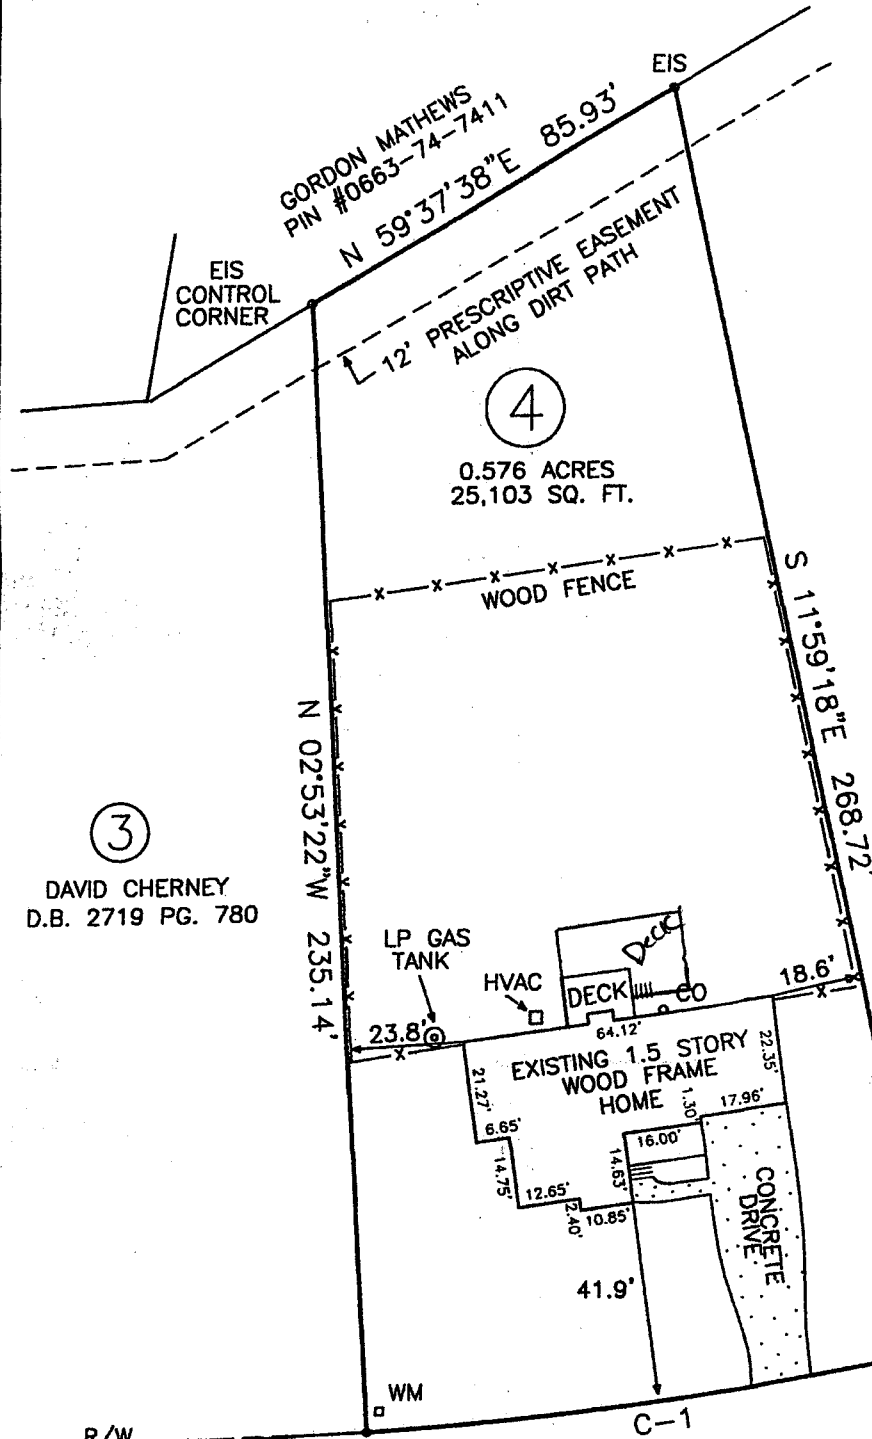 EIS
GORDON MATHEWS
PIN #0663-74-7411
N 59°37'38"E 85.93'
EIS
CONTROL
CORNER
12' PRESCRIPTIVE EASEMENT
ALONG DIRT PATH
4
0.576 ACRES
25,103 SQ. FT.
WOOD FENCE
S 11°59'18"E 268.72'
N 02°53'22"W 235.14'
3
DAVID CHERNEY
D.B. 2719 PG. 780
LP GAS
TANK
HVAC
Deck
DECK
CO
18.6'
23.8'
64.12'
EXISTING 1.5 STORY
WOOD FRAME
HOME
22.35'
21.27'
1.30'
17.96'
6.65'
16.00'
14.75'
14.63'
12.65'
2.40'
10.85'
CONCRETE
DRIVE
41.9'
WM
C-1
R/W